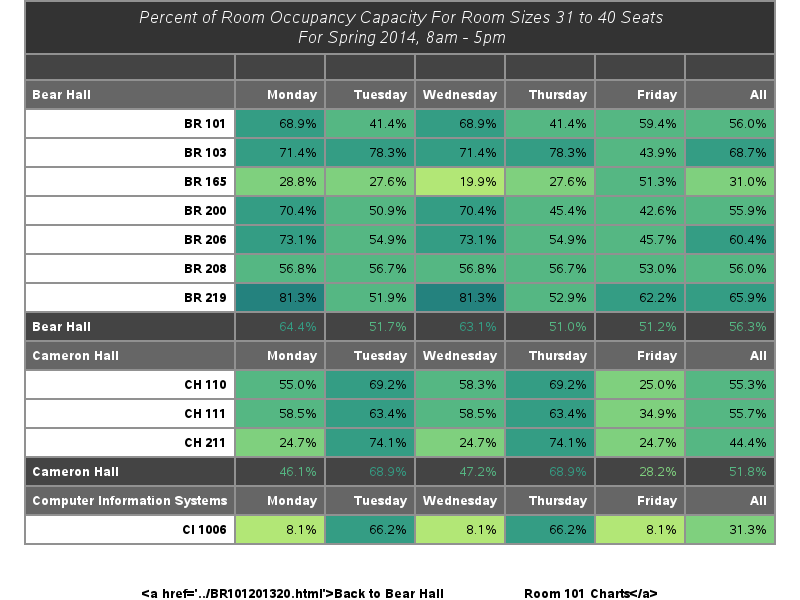 Percent of Room Occupancy Capacity For Room Sizes 31 to 40 Seats
For Spring 2014, 8am - 5pm
Bear Hall Monday Tuesday Wednesday Thursday Friday All
BR 101 68.9% 41.4% 68.9% 41.4% 59.4% 56.0%
BR 103 71.4% 78.3% 71.4% 78.3% 43.9% 68.7%
BR 165 28.8% 27.6% 19.9% 27.6% 51.3% 31.0%
BR 200 70.4% 50.9% 70.4% 45.4% 42.6% 55.9%
BR 206 73.1% 54.9% 73.1% 54.9% 45.7% 60.4%
BR 208 56.8% 56.7% 56.8% 56.7% 53.0% 56.0%
BR 219 81.3% 51.9% 81.3% 52.9% 62.2% 65.9%
Bear Hall 64.4% 51.7% 63.1% 51.0% 51.2% 56.3%
Cameron Hall Monday Tuesday Wednesday Thursday Friday All
CH 110 55.0% 69.2% 58.3% 69.2% 25.0% 55.3%
CH 111 58.5% 63.4% 58.5% 63.4% 34.9% 55.7%
CH 211 24.7% 74.1% 24.7% 74.1% 24.7% 44.4%
Cameron Hall 46.1% 68.9% 47.2% 68.9% 28.2% 51.8%
Computer Information Systems Monday Tuesday Wednesday Thursday Friday All
CI 1006 8.1% 66.2% 8.1% 66.2% 8.1% 31.3%
<a href='../BR101201320.html'>Back to Bear Hall Room 101 Charts</a>